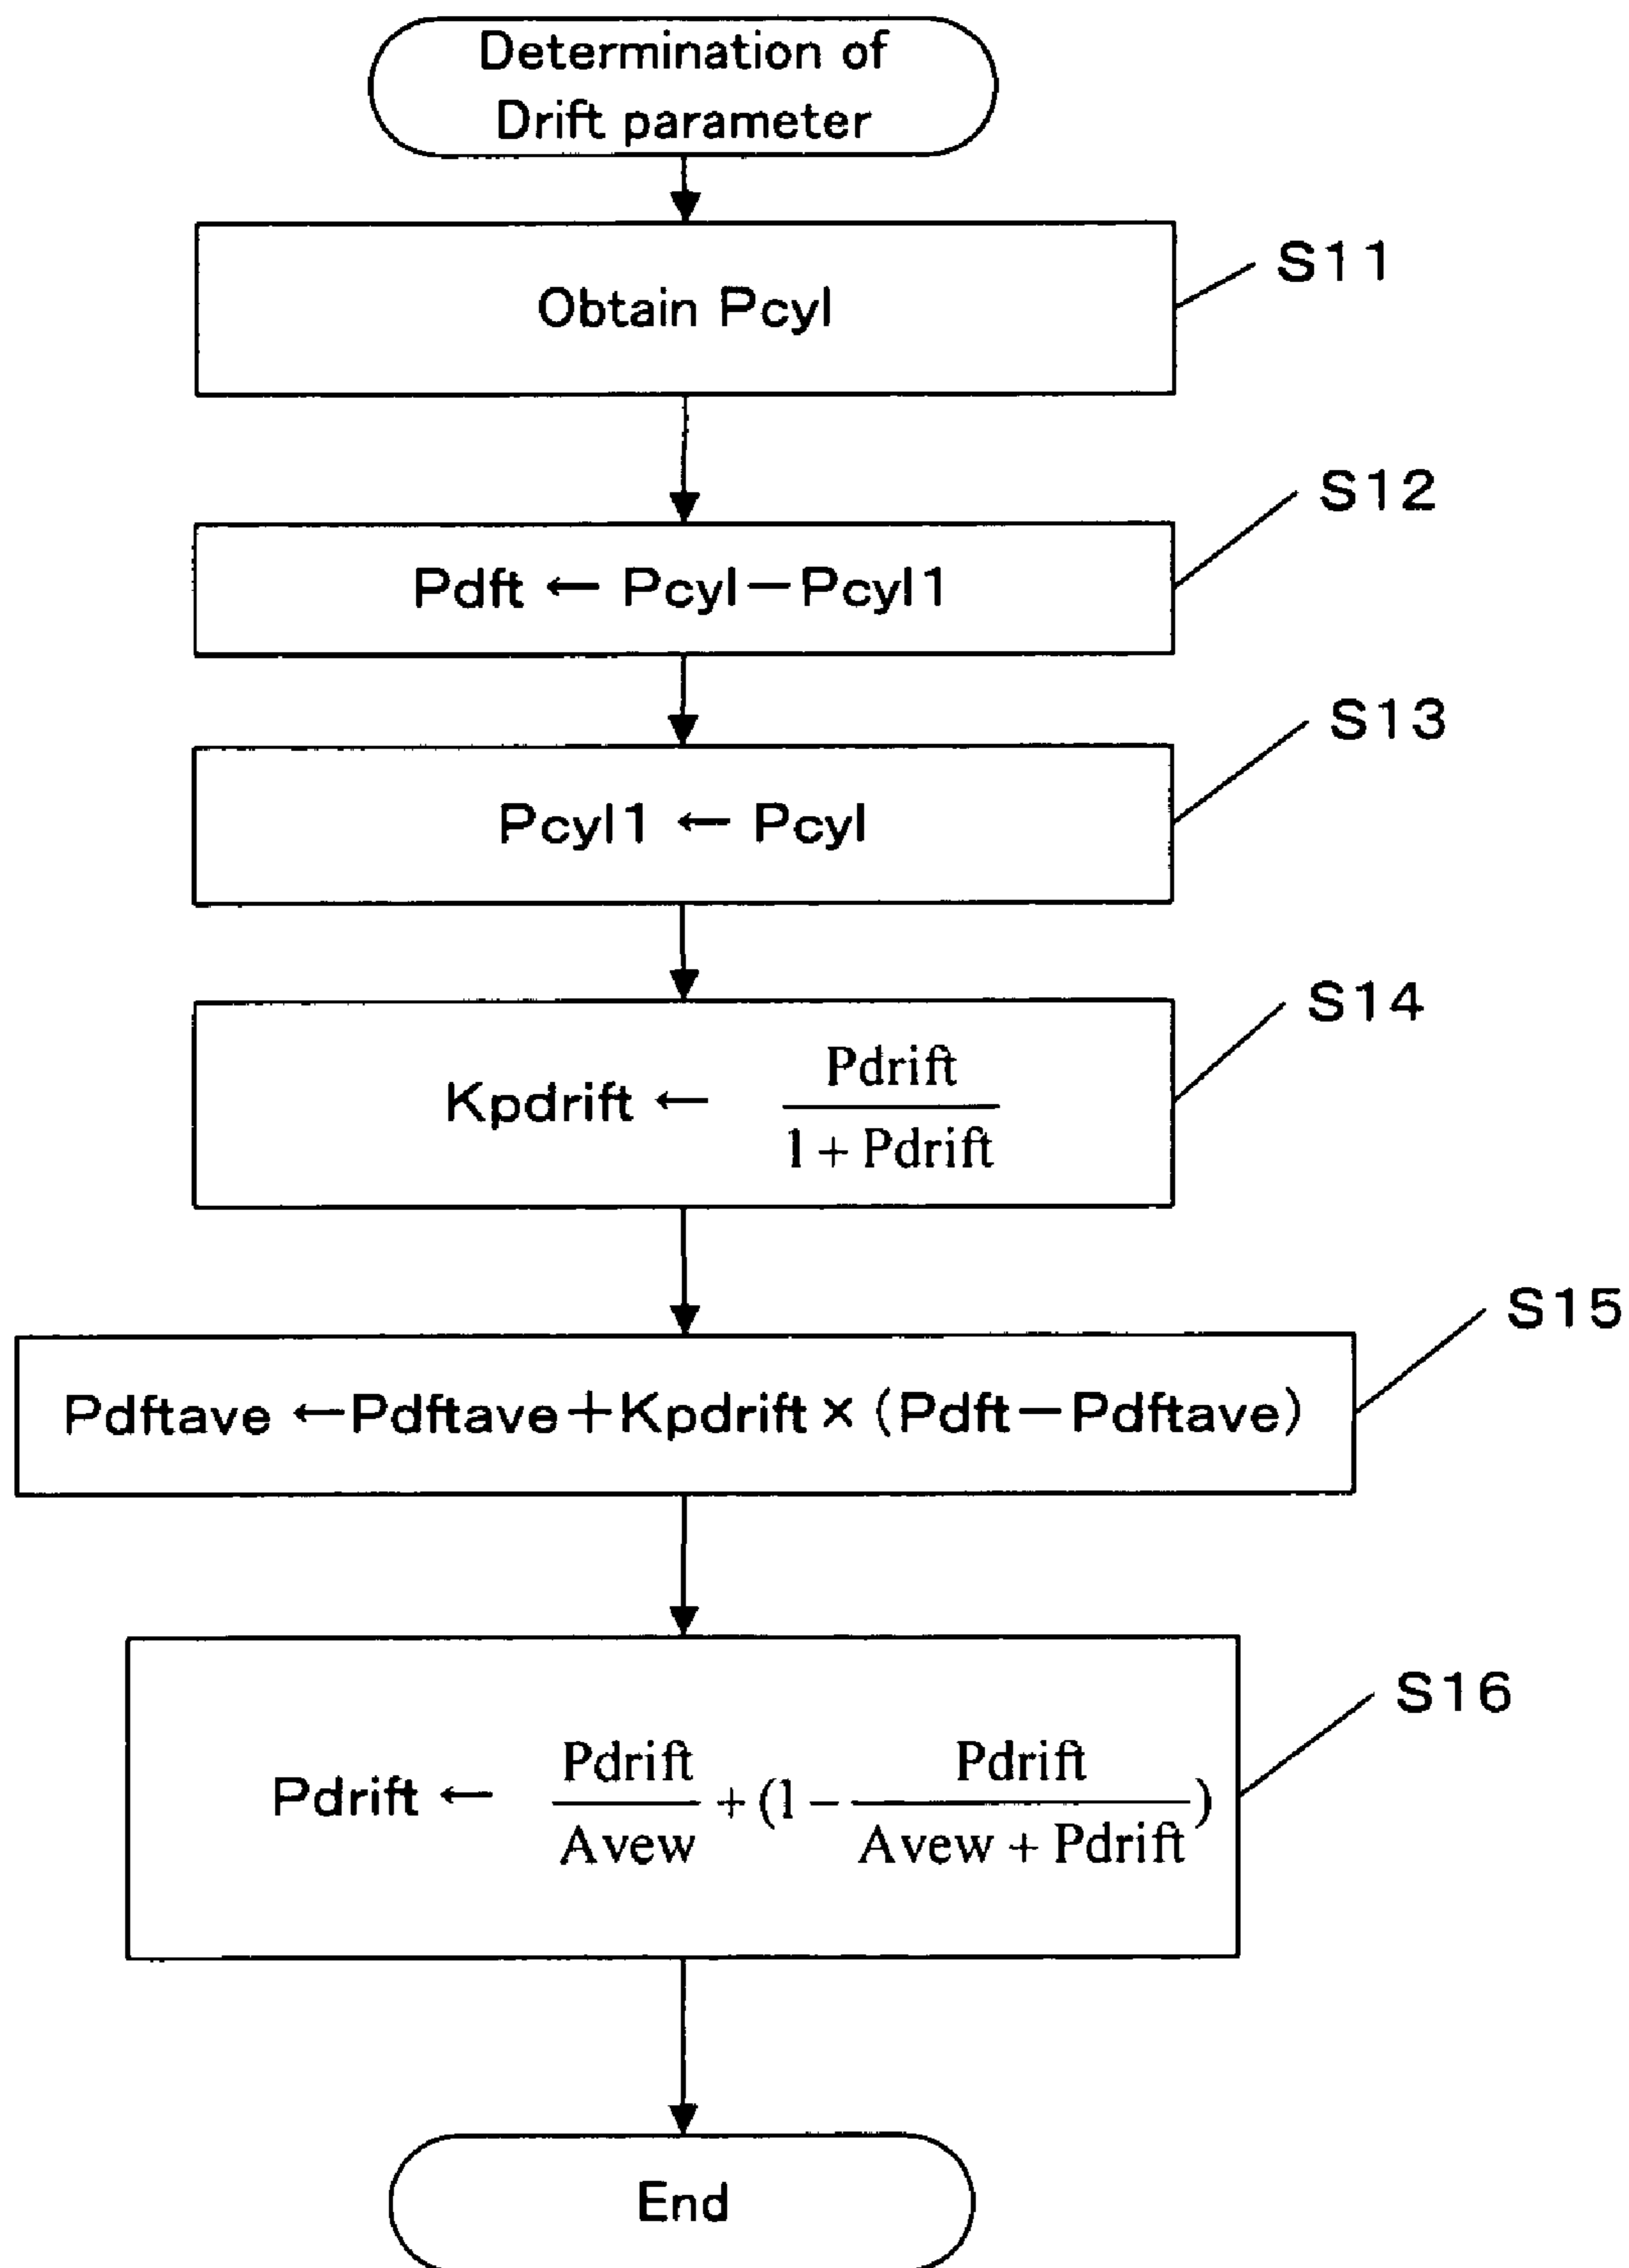 Determination of
Drift parameter
Obtain Pcyl
S11
Pdft ← Pcyl－Pcyl1
S12
Pcyl1 ← Pcyl
S13
Kpdrift ← Pdrift / 1 + Pdrift
S14
Pdftave ←Pdftave＋Kpdrift × (Pdft－Pdftave)
S15
Pdrift ← Pdrift / Avew + (1 − Pdrift / Avew + Pdrift)
S16
End